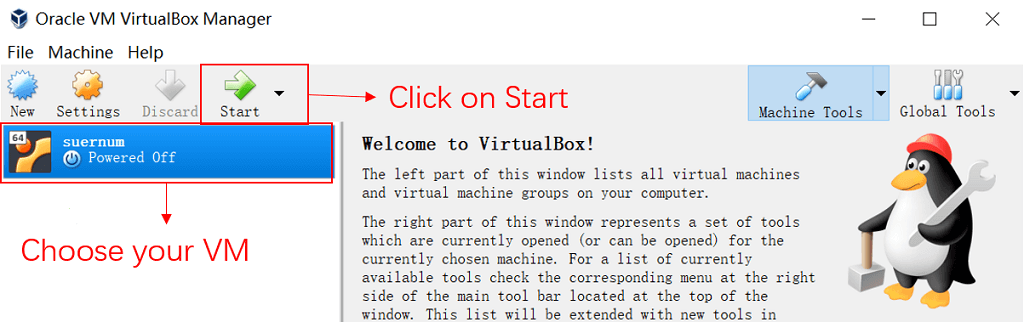 Oracle VM VirtualBox Manager
File Machine Help
New Settings Discard Start
Click on Start
Machine Tools Global Tools
64
suernum
Powered Off
Choose your VM
Welcome to VirtualBox!
The left part of this window lists all virtual machines
and virtual machine groups on your computer.
The right part of this window represents a set of tools
which are currently opened (or can be opened) for the
currently chosen machine. For a list of currently
available tools check the corresponding menu at the right
side of the main tool bar located at the top of the
window. This list will be extended with new tools in